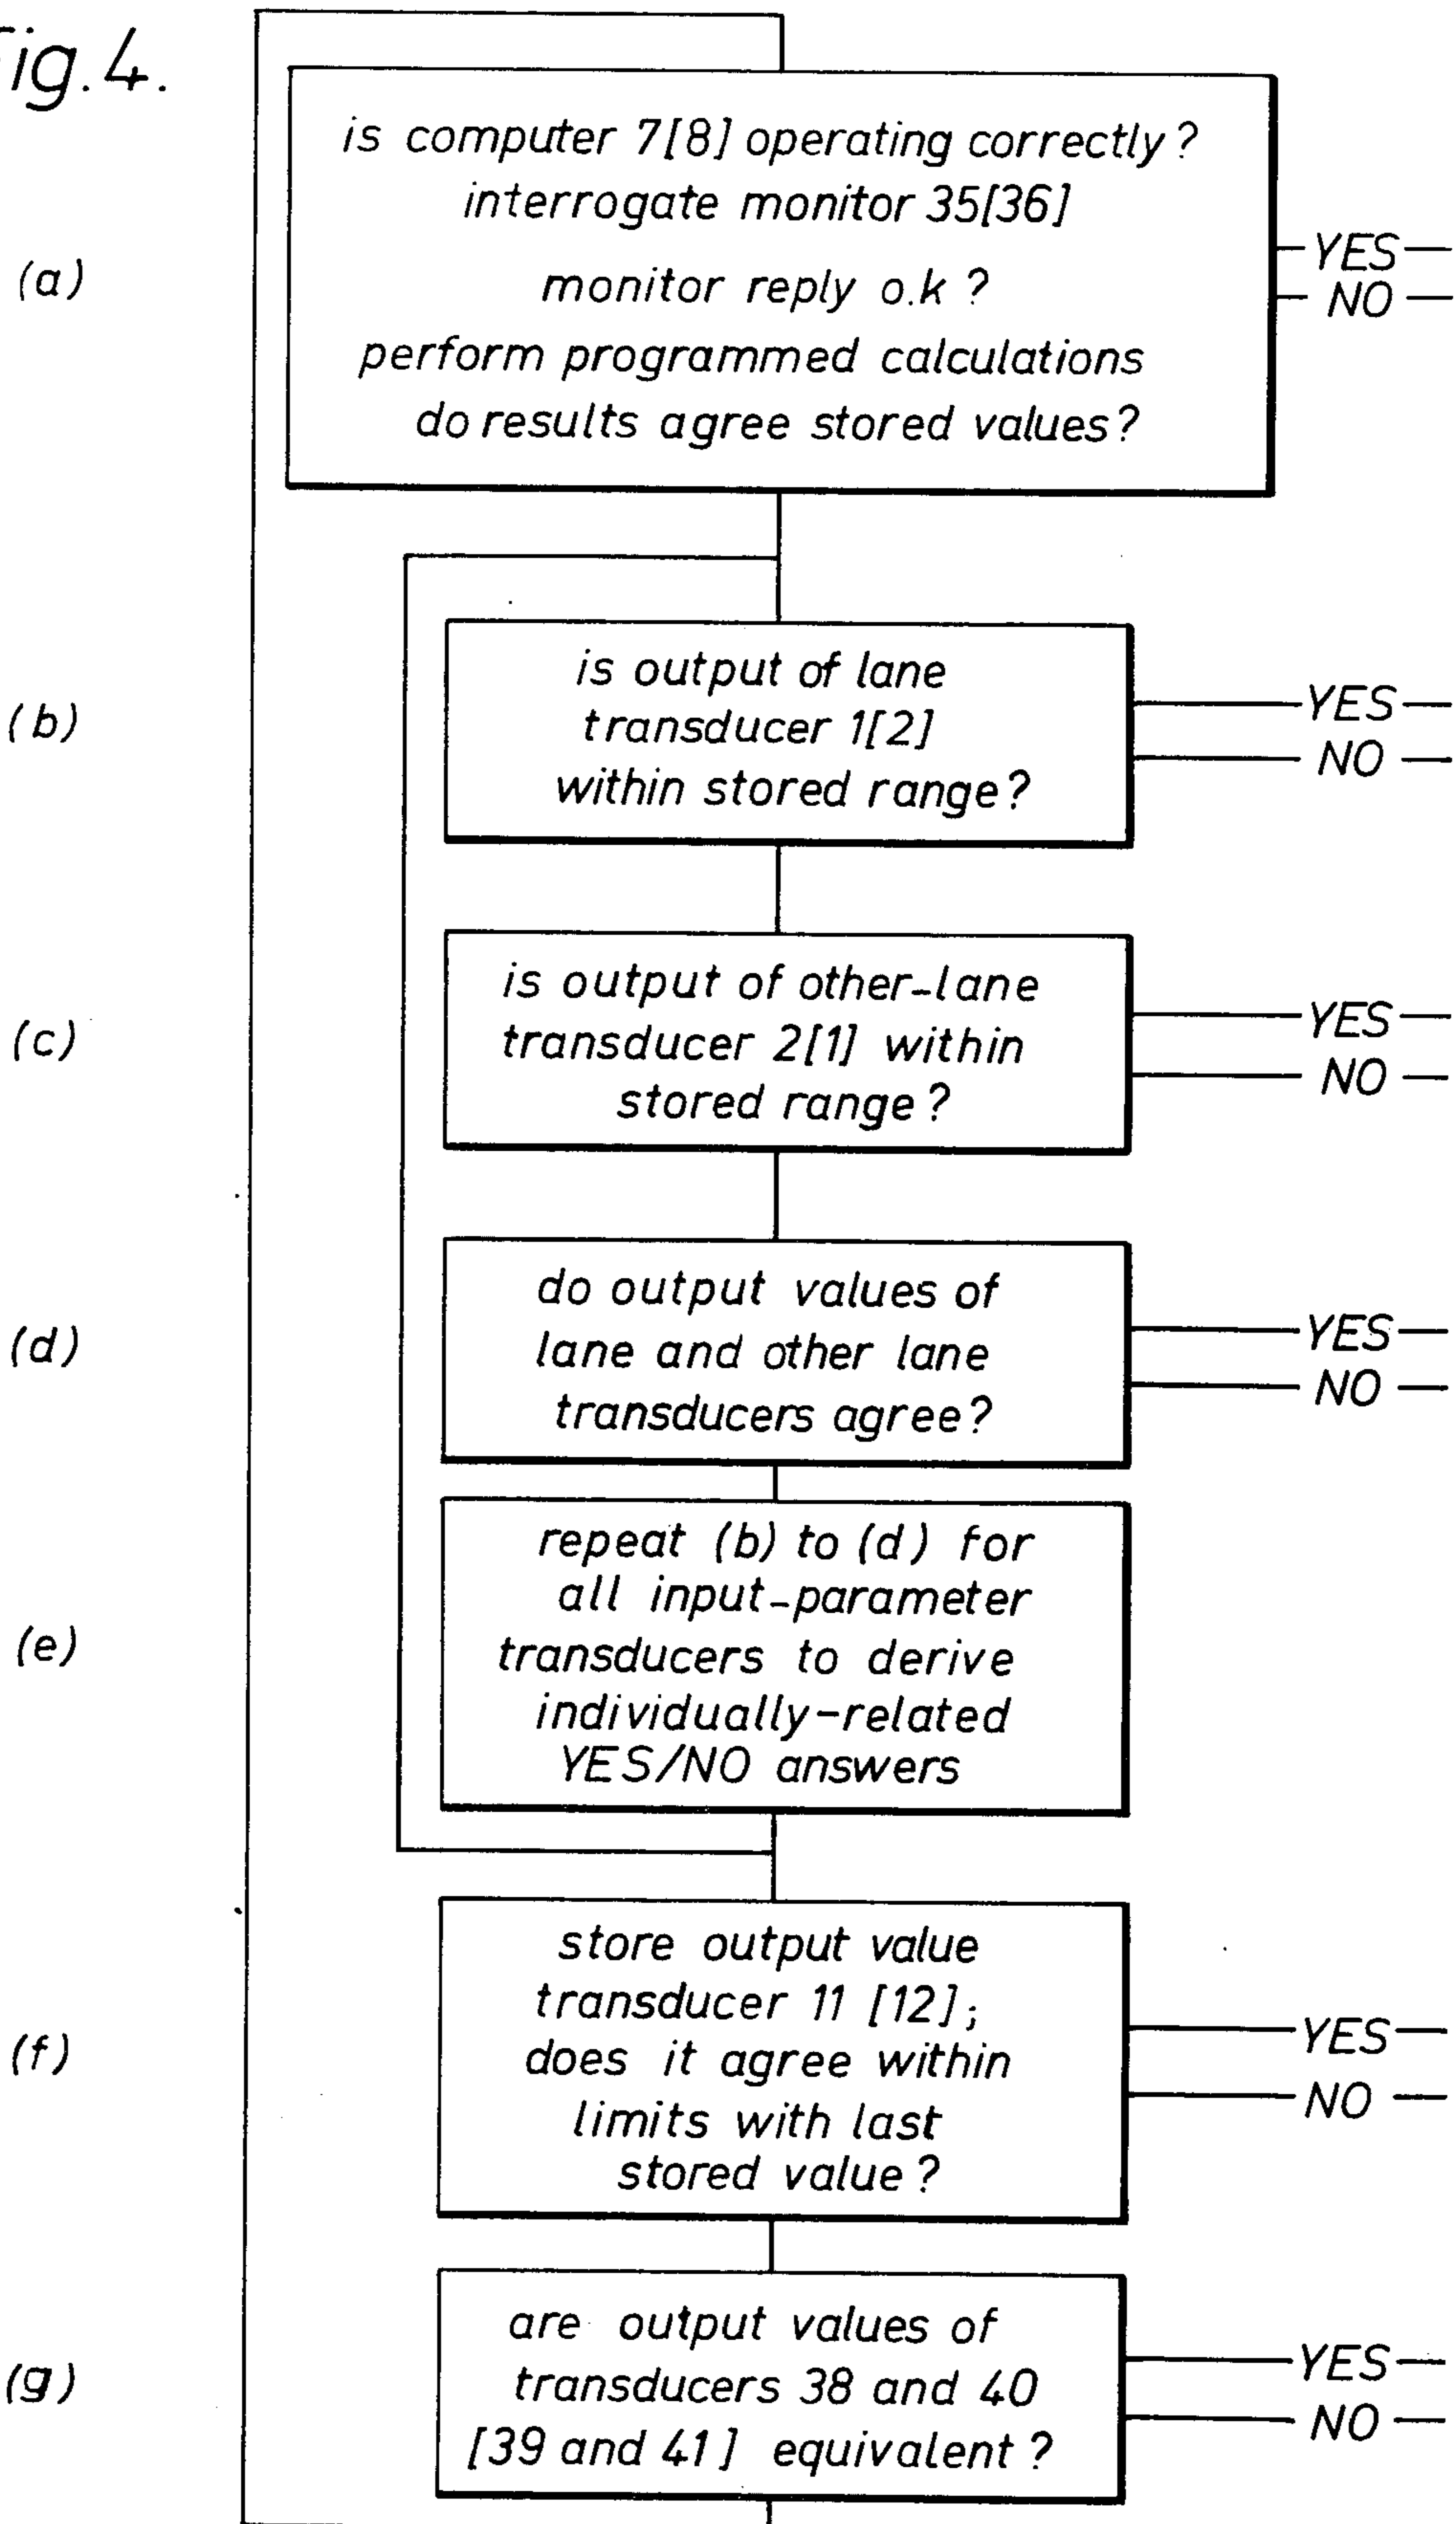 Fig.4.
(a)
is computer 7[8] operating correctly?
interrogate monitor 35[36]
monitor reply o.k?
perform programmed calculations
do results agree stored values?
YES
NO
(b)
is output of lane
transducer 1[2]
within stored range?
YES
NO
(c)
is output of other-lane
transducer 2[1] within
stored range?
YES
NO
(d)
do output values of
lane and other lane
transducers agree?
YES
NO
(e)
repeat (b) to (d) for
all input-parameter
transducers to derive
individually-related
YES/NO answers
(f)
store output value
transducer 11 [12];
does it agree within
limits with last
stored value?
YES
NO
(g)
are output values of
transducers 38 and 40
[39 and 41] equivalent?
YES
NO